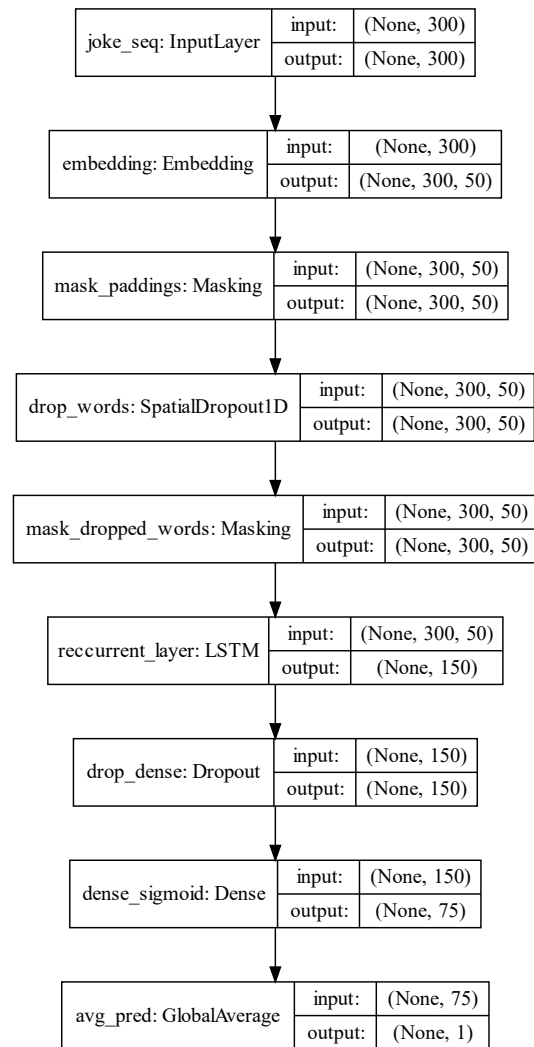 joke_seq: InputLayer
input: (None, 300)
output: (None, 300)
embedding: Embedding
input: (None, 300)
output: (None, 300, 50)
mask_paddings: Masking
input: (None, 300, 50)
output: (None, 300, 50)
drop_words: SpatialDropout1D
input: (None, 300, 50)
output: (None, 300, 50)
mask_dropped_words: Masking
input: (None, 300, 50)
output: (None, 300, 50)
reccurrent_layer: LSTM
input: (None, 300, 50)
output: (None, 150)
drop_dense: Dropout
input: (None, 150)
output: (None, 150)
dense_sigmoid: Dense
input: (None, 150)
output: (None, 75)
avg_pred: GlobalAverage
input: (None, 75)
output: (None, 1)